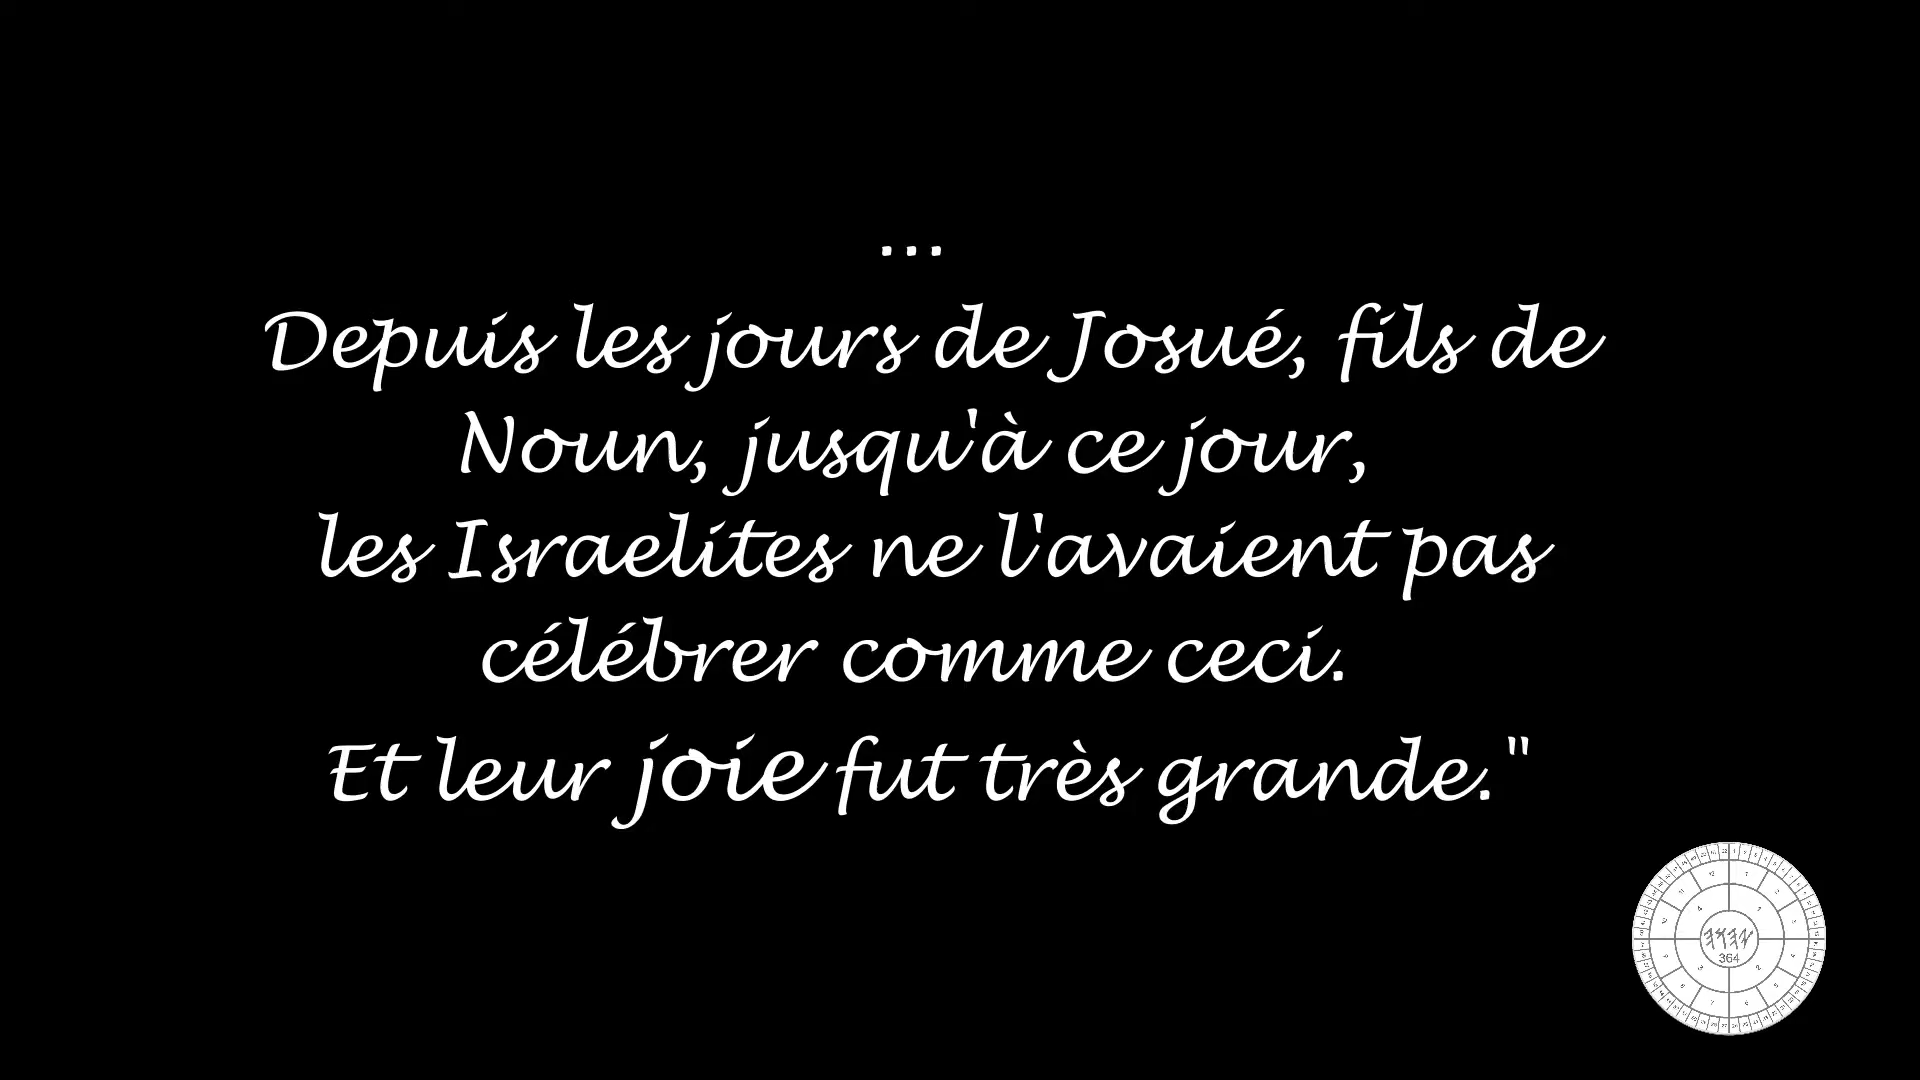 ...
Depuis les jours de Josué, fils de
Noun, jusqu'à ce jour,
les Israelites ne l'avaient pas
célébrer comme ceci.
Et leur joie fut très grande."
364